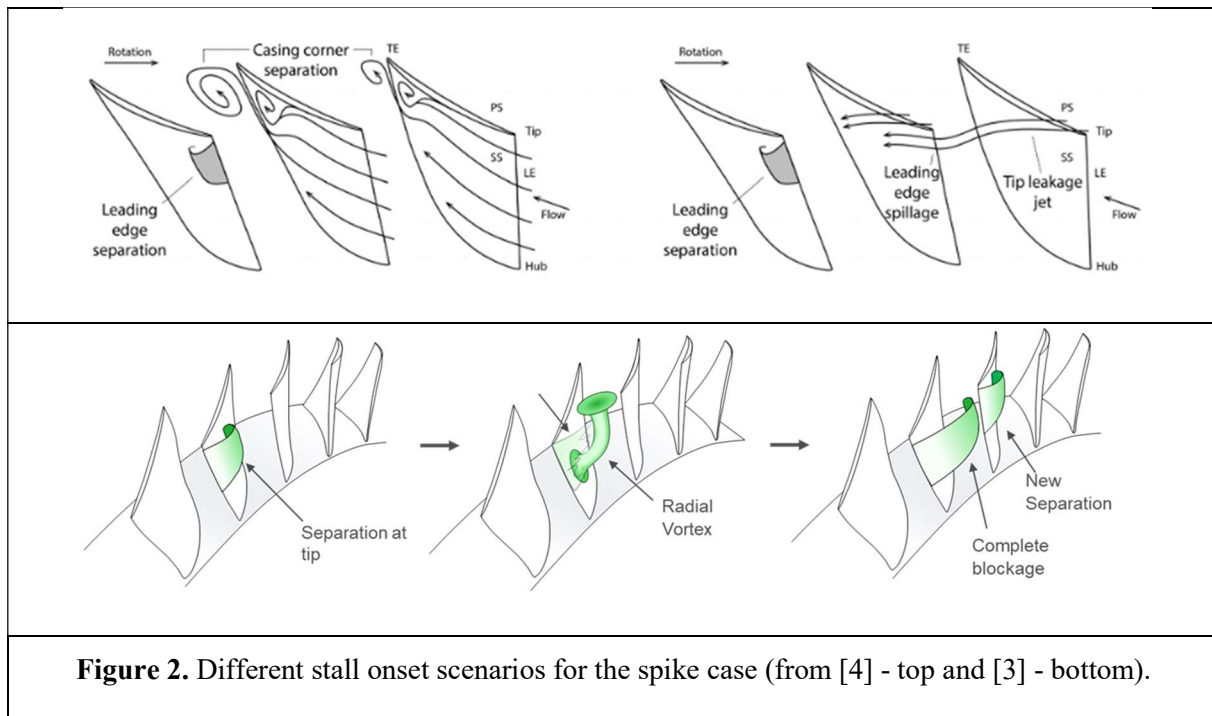 Rotation
Casing corner
separation
TE
PS
Tip
SS
LE
Flow
Hub
Leading
edge
separation
Rotation
TE
PS
Tip
SS
LE
Leading
edge
spillage
Tip leakage
jet
Flow
Hub
Leading
edge
separation
Separation at
tip
Radial
Vortex
New
Separation
Complete
blockage
Figure 2. Different stall onset scenarios for the spike case (from [4] - top and [3] - bottom).